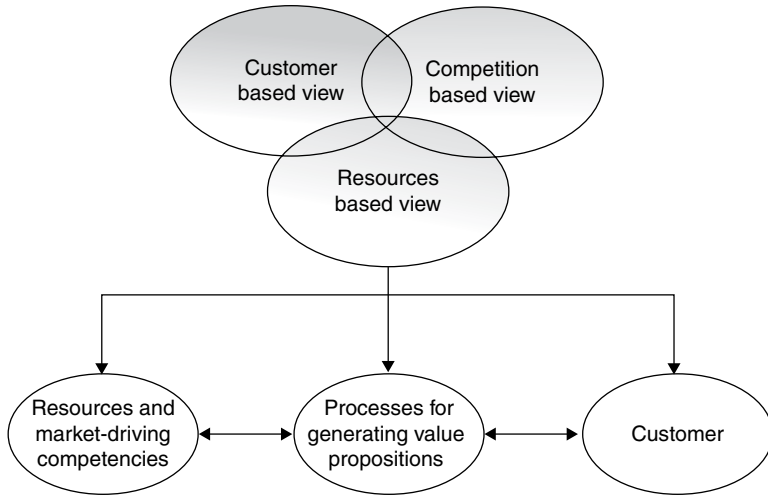 Customer
based view
Competition
based view
Resources
based view
Resources and
market-driving
competencies
Processes for
generating value
propositions
Customer